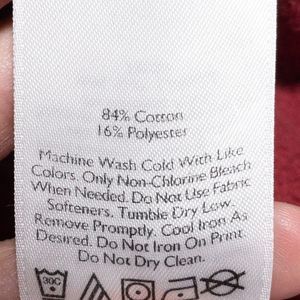 84% Cotton
16% Polyester
Machine Wash Cold With Like
Colors. Only Non-Chlorine Bleach
When Needed. Do Not Use Fabric
Softeners. Tumble Dry Low.
Remove Promptly. Cool Iron As
Desired. Do Not Iron On Print.
Do Not Dry Clean.
30C